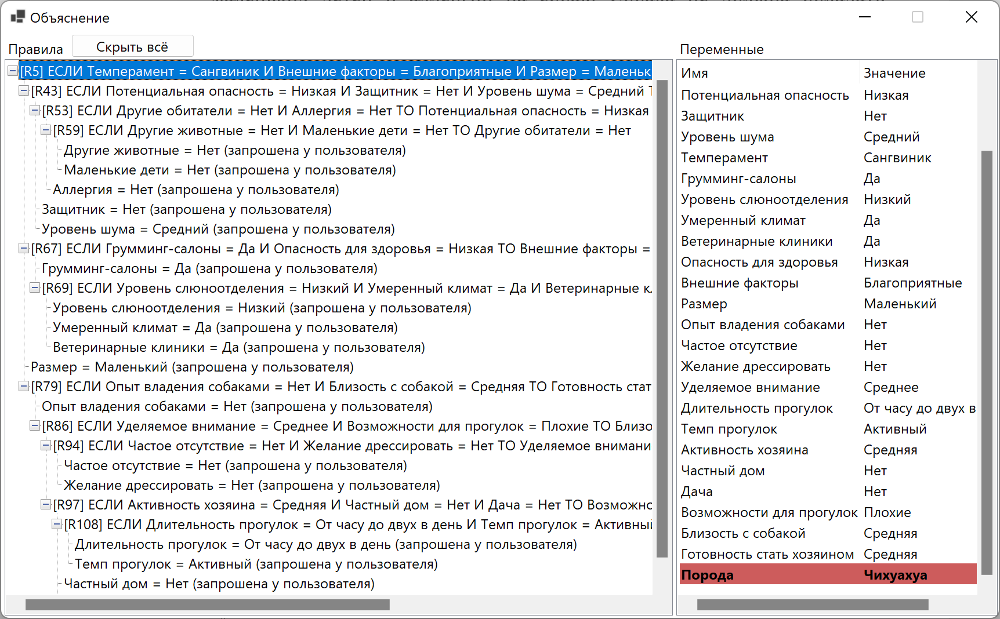 Объяснение
Правила
Скрыть всё
[R5] ЕСЛИ Темперамент = Сангвиник И Внешние факторы = Благоприятные И Размер = Маленьк
[R43] ЕСЛИ Потенциальная опасность = Низкая И Защитник = Нет И Уровень шума = Средний Т
[R53] ЕСЛИ Другие обитатели = Нет И Аллергия = Нет ТО Потенциальная опасность = Низкая
[R59] ЕСЛИ Другие животные = Нет И Маленькие дети = Нет ТО Другие обитатели = Нет
Другие животные = Нет (запрошена у пользователя)
Маленькие дети = Нет (запрошена у пользователя)
Аллергия = Нет (запрошена у пользователя)
Защитник = Нет (запрошена у пользователя)
Уровень шума = Средний (запрошена у пользователя)
[R67] ЕСЛИ Грумминг-салоны = Да И Опасность для здоровья = Низкая ТО Внешние факторы =
Грумминг-салоны = Да (запрошена у пользователя)
[R69] ЕСЛИ Уровень слюноотделения = Низкий И Умеренный климат = Да И Ветеринарные кл
Уровень слюноотделения = Низкий (запрошена у пользователя)
Умеренный климат = Да (запрошена у пользователя)
Ветеринарные клиники = Да (запрошена у пользователя)
Размер = Маленький (запрошена у пользователя)
[R79] ЕСЛИ Опыт владения собаками = Нет И Близость с собакой = Средняя ТО Готовность стат
Опыт владения собаками = Нет (запрошена у пользователя)
[R86] ЕСЛИ Уделяемое внимание = Среднее И Возможности для прогулок = Плохие ТО Близо
[R94] ЕСЛИ Частое отсутствие = Нет И Желание дрессировать = Нет ТО Уделяемое внимани
Частое отсутствие = Нет (запрошена у пользователя)
Желание дрессировать = Нет (запрошена у пользователя)
[R97] ЕСЛИ Активность хозяина = Средняя И Частный дом = Нет И Дача = Нет ТО Возможно
[R108] ЕСЛИ Длительность прогулок = От часу до двух в день И Темп прогулок = Активный
Длительность прогулок = От часу до двух в день (запрошена у пользователя)
Темп прогулок = Активный (запрошена у пользователя)
Частный дом = Нет (запрошена у пользователя)
Переменные
Имя Значение
Потенциальная опасность Низкая
Защитник Нет
Уровень шума Средний
Темперамент Сангвиник
Грумминг-салоны Да
Уровень слюноотделения Низкий
Умеренный климат Да
Ветеринарные клиники Да
Опасность для здоровья Низкая
Внешние факторы Благоприятные
Размер Маленький
Опыт владения собаками Нет
Частое отсутствие Нет
Желание дрессировать Нет
Уделяемое внимание Среднее
Длительность прогулок От часу до двух в
Темп прогулок Активный
Активность хозяина Средняя
Частный дом Нет
Дача Нет
Возможности для прогулок Плохие
Близость с собакой Средняя
Готовность стать хозяином Средняя
Порода Чихуахуа